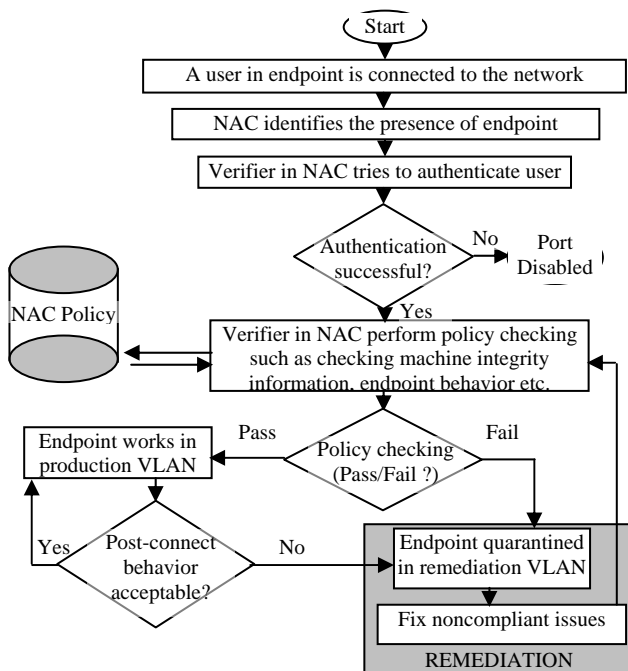 Start
A user in endpoint is connected to the network
NAC identifies the presence of endpoint
Verifier in NAC tries to authenticate user
Authentication
successful?
No
Port
Disabled
Yes
NAC Policy
Verifier in NAC perform policy checking
such as checking machine integrity
information, endpoint behavior etc.
Pass
Policy checking
(Pass/Fail ?)
Fail
Endpoint works in
production VLAN
Yes
Post-connect
behavior
acceptable?
No
Endpoint quarantined
in remediation VLAN
Fix noncompliant issues
REMEDIATION